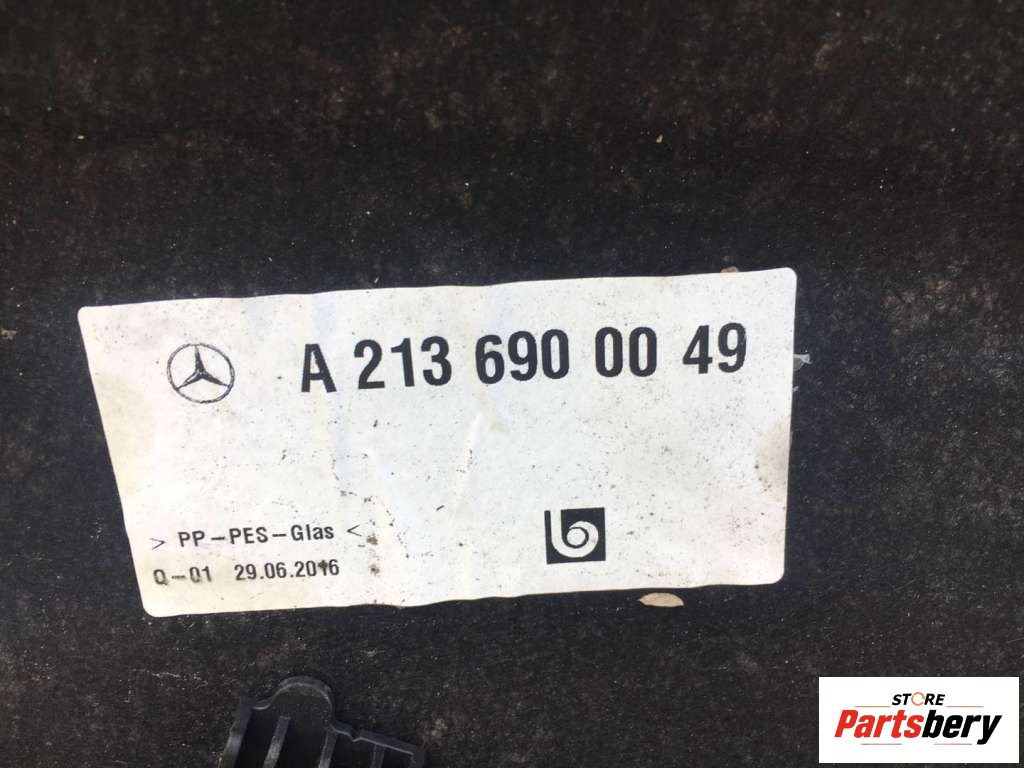 A 213 690 00 49
> PP-PES-Glas <
Q-01 29.06.2016
STORE
Partsbery